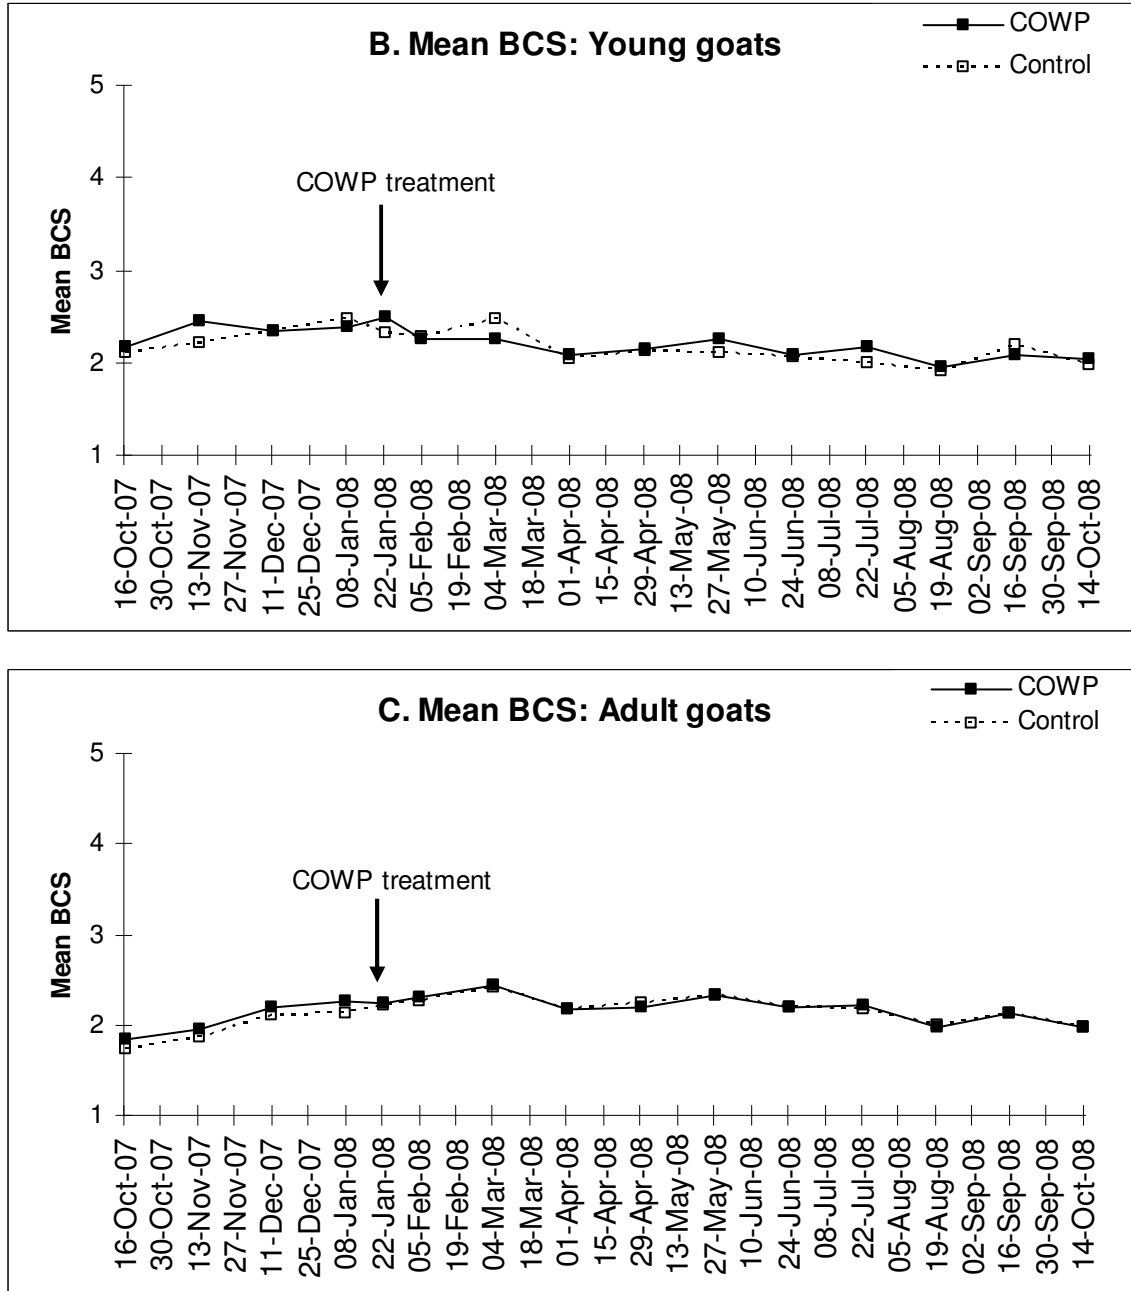 B. Mean BCS: Young goats
COWP
Control
5
4
3
2
1
Mean BCS
COWP treatment
16-Oct-07
30-Oct-07
13-Nov-07
27-Nov-07
11-Dec-07
25-Dec-07
08-Jan-08
22-Jan-08
05-Feb-08
19-Feb-08
04-Mar-08
18-Mar-08
01-Apr-08
15-Apr-08
29-Apr-08
13-May-08
27-May-08
10-Jun-08
24-Jun-08
08-Jul-08
22-Jul-08
05-Aug-08
19-Aug-08
02-Sep-08
16-Sep-08
30-Sep-08
14-Oct-08
C. Mean BCS: Adult goats
COWP
Control
5
4
3
2
1
Mean BCS
COWP treatment
16-Oct-07
30-Oct-07
13-Nov-07
27-Nov-07
11-Dec-07
25-Dec-07
08-Jan-08
22-Jan-08
05-Feb-08
19-Feb-08
04-Mar-08
18-Mar-08
01-Apr-08
15-Apr-08
29-Apr-08
13-May-08
27-May-08
10-Jun-08
24-Jun-08
08-Jul-08
22-Jul-08
05-Aug-08
19-Aug-08
02-Sep-08
16-Sep-08
30-Sep-08
14-Oct-08